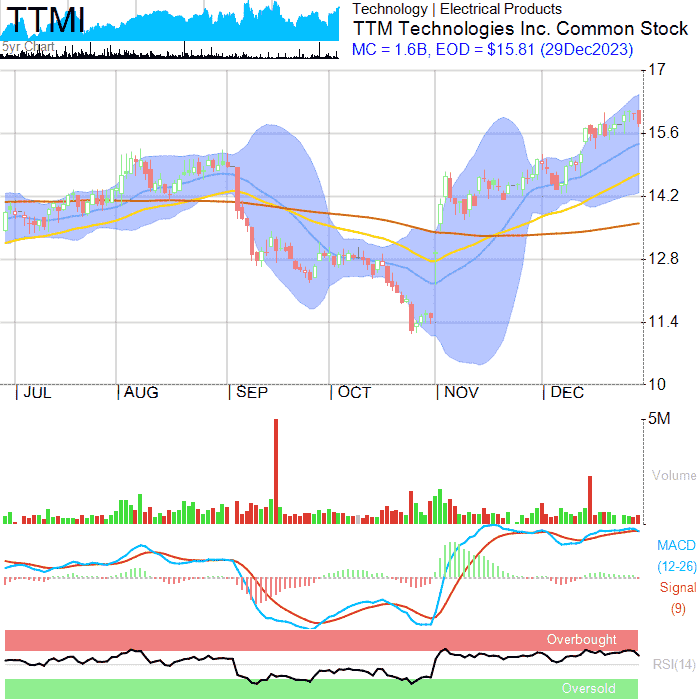 TTMI
5yr Chart
Technology | Electrical Products
TTM Technologies Inc. Common Stock
MC = 1.6B, EOD = $15.81 (29Dec2023)
17
15.6
14.2
12.8
11.4
10
JUL
AUG
SEP
OCT
NOV
DEC
5M
Volume
MACD
(12-26)
Signal
(9)
Overbought
RSI(14)
Oversold